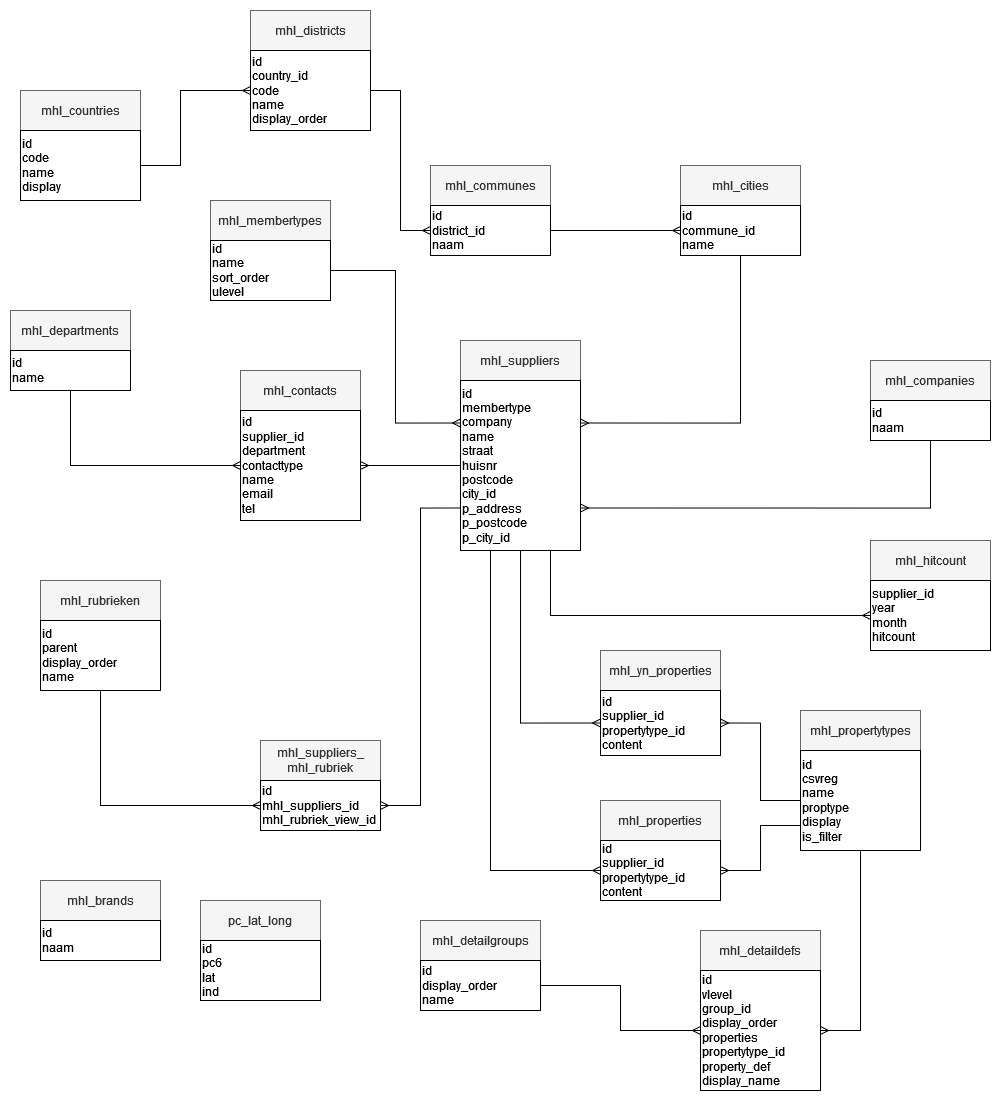 mhl_districts
id
country_id
code
name
display_order
mhl_countries
id
code
name
display
mhl_communes
id
district_id
naam
mhl_cities
id
commune_id
name
mhl_membertypes
id
name
sort_order
ulevel
mhl_departments
id
name
mhl_contacts
id
supplier_id
department
contacttype
name
email
tel
mhl_suppliers
id
membertype
company
name
straat
huisnr
postcode
city_id
p_address
p_postcode
p_city_id
mhl_companies
id
naam
mhl_hitcount
supplier_id
year
month
hitcount
mhl_rubrieken
id
parent
display_order
name
mhl_yn_properties
id
supplier_id
propertytype_id
content
mhl_propertytypes
id
csvreg
name
proptype
display
is_filter
mhl_suppliers_
mhl_rubriek
id
mhl_suppliers_id
mhl_rubriek_view_id
mhl_properties
id
supplier_id
propertytype_id
content
mhl_brands
id
naam
pc_lat_long
id
pc6
lat
ind
mhl_detailgroups
id
display_order
name
mhl_detaildefs
id
vlevel
group_id
display_order
properties
propertytype_id
property_def
display_name